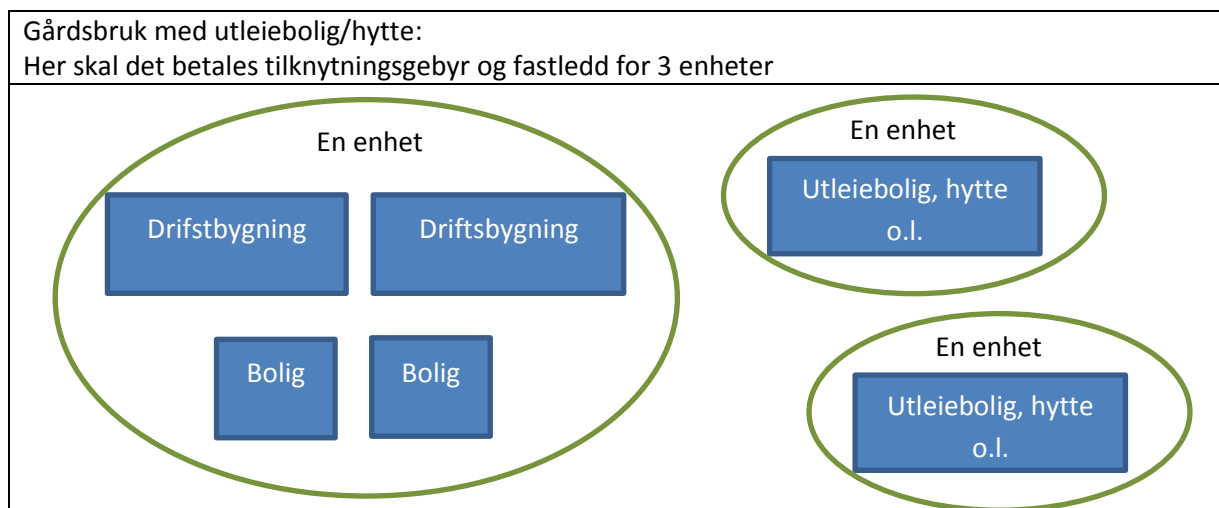 Gårdsbruk med utleiebolig/hytte:
Her skal det betales tilknytningsgebyr og fastledd for 3 enheter
En enhet
Drifstbygning
Driftsbygning
Bolig
Bolig
En enhet
Utleiebolig, hytte
o.l.
En enhet
Utleiebolig, hytte
o.l.